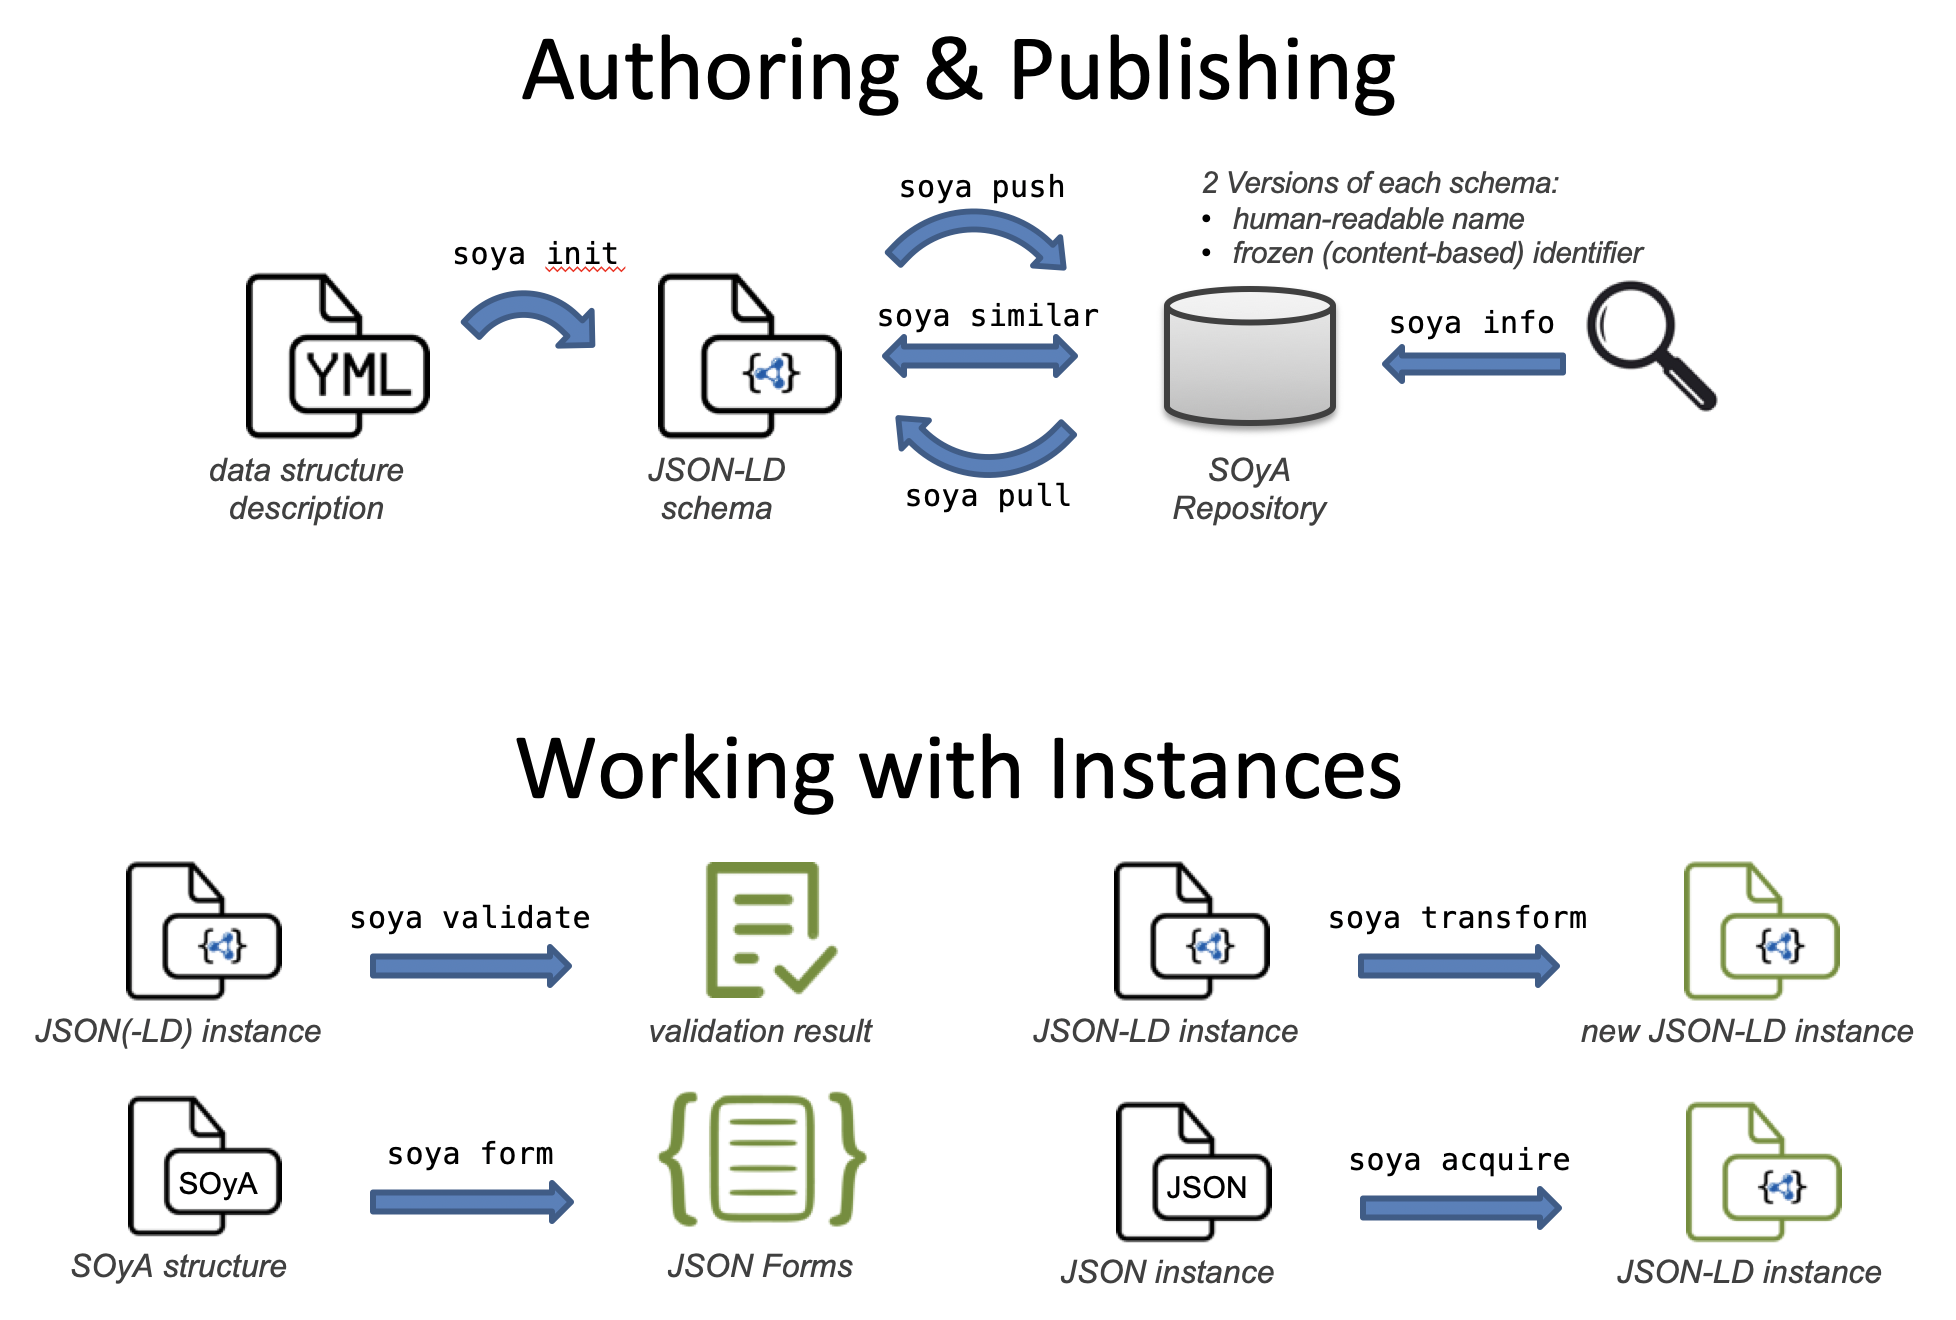 Authoring & Publishing
soya push
2 Versions of each schema:
• human-readable name
• frozen (content-based) identifier
soya init
soya similar
soya info
YML
data structure
description
JSON-LD
schema
soya pull
SOyA
Repository
Working with Instances
soya validate
soya transform
JSON(-LD) instance
validation result
JSON-LD instance
new JSON-LD instance
soya form
soya acquire
SOyA
JSON
SOyA structure
JSON Forms
JSON instance
JSON-LD instance